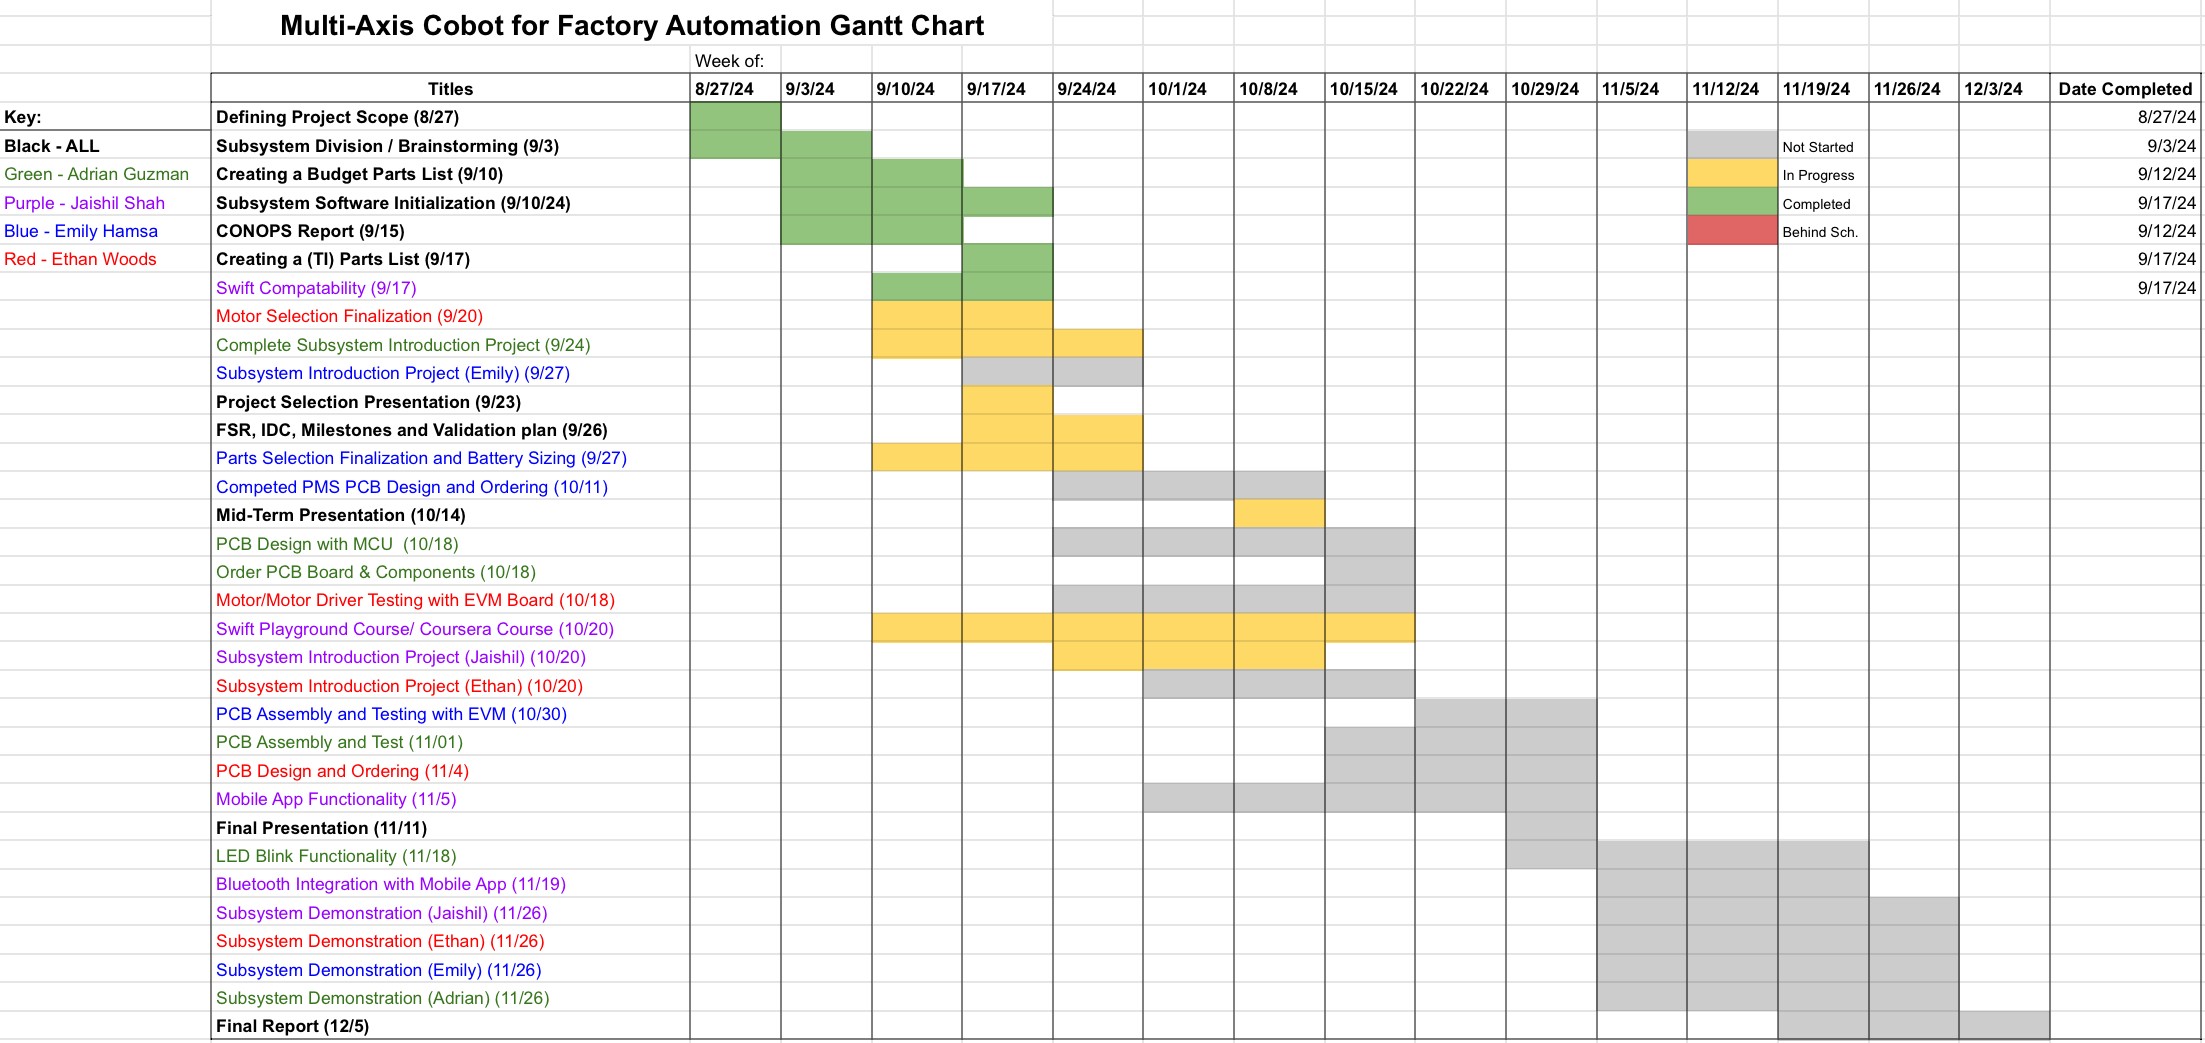 Multi-Axis Cobot for Factory Automation Gantt Chart
Week of:
Titles 8/27/24 9/3/24 9/10/24 9/17/24 9/24/24 10/1/24 10/8/24 10/15/24 10/22/24 10/29/24 11/5/24 11/12/24 11/19/24 11/26/24 12/3/24 Date Completed
Key: Defining Project Scope (8/27) 8/27/24
Black - ALL Subsystem Division / Brainstorming (9/3) Not Started 9/3/24
Green - Adrian Guzman Creating a Budget Parts List (9/10) In Progress 9/12/24
Purple - Jaishil Shah Subsystem Software Initialization (9/10/24) Completed 9/17/24
Blue - Emily Hamsa CONOPS Report (9/15) Behind Sch. 9/12/24
Red - Ethan Woods Creating a (TI) Parts List (9/17) 9/17/24
Swift Compatability (9/17) 9/17/24
Motor Selection Finalization (9/20)
Complete Subsystem Introduction Project (9/24)
Subsystem Introduction Project (Emily) (9/27)
Project Selection Presentation (9/23)
FSR, IDC, Milestones and Validation plan (9/26)
Parts Selection Finalization and Battery Sizing (9/27)
Competed PMS PCB Design and Ordering (10/11)
Mid-Term Presentation (10/14)
PCB Design with MCU (10/18)
Order PCB Board & Components (10/18)
Motor/Motor Driver Testing with EVM Board (10/18)
Swift Playground Course/ Coursera Course (10/20)
Subsystem Introduction Project (Jaishil) (10/20)
Subsystem Introduction Project (Ethan) (10/20)
PCB Assembly and Testing with EVM (10/30)
PCB Assembly and Test (11/01)
PCB Design and Ordering (11/4)
Mobile App Functionality (11/5)
Final Presentation (11/11)
LED Blink Functionality (11/18)
Bluetooth Integration with Mobile App (11/19)
Subsystem Demonstration (Jaishil) (11/26)
Subsystem Demonstration (Ethan) (11/26)
Subsystem Demonstration (Emily) (11/26)
Subsystem Demonstration (Adrian) (11/26)
Final Report (12/5)